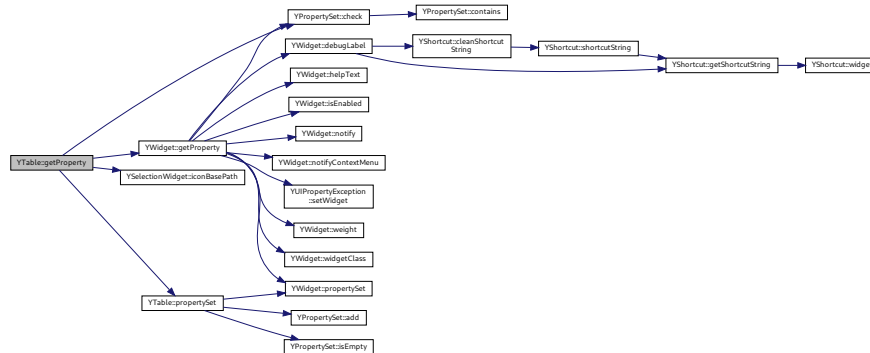 YPropertySet::check
YPropertySet::contains
YWidget::debugLabel
YShortcut::cleanShortcut
String
YShortcut::shortcutString
YShortcut::getShortcutString
YShortcut::widget
YWidget::helpText
YWidget::isEnabled
YWidget::notify
YWidget::getProperty
YTable::getProperty
YWidget::notifyContextMenu
YSelectionWidget::iconBasePath
YUIPropertyException
::setWidget
YWidget::weight
YWidget::widgetClass
YWidget::propertySet
YTable::propertySet
YPropertySet::add
YPropertySet::isEmpty